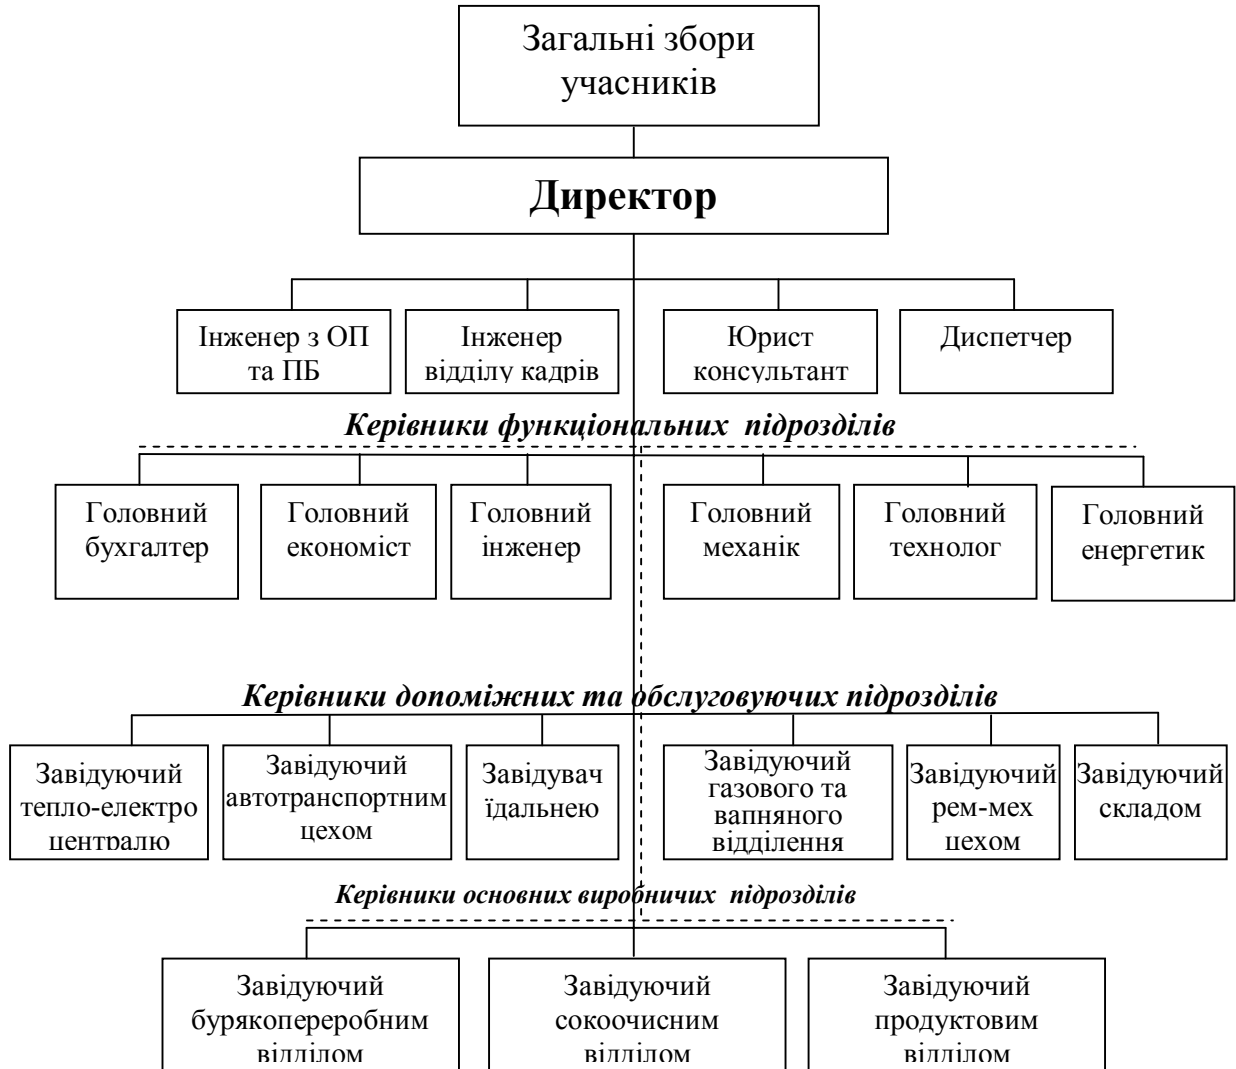 Загальні збори
учасників
Директор
Інженер з ОП
та ПБ
Інженер
відділу кадрів
Юрист
консультант
Диспетчер
Керівники функціональних підрозділів
Головний
бухгалтер
Головний
економіст
Головний
інженер
Головний
механік
Головний
технолог
Головний
енергетик
Керівники допоміжних та обслуговуючих підрозділів
Завідуючий
тепло-електро
централю
Завідуючий
автотранспортним
цехом
Завідувач
їдальнею
Завідуючий
газового та
вапняного
відділення
Завідуючий
рем-мех
цехом
Завідуючий
складом
Керівники основних виробничих підрозділів
Завідуючий
бурякопереробним
відділом
Завідуючий
сокоочисним
відділом
Завідуючий
продуктовим
відділом